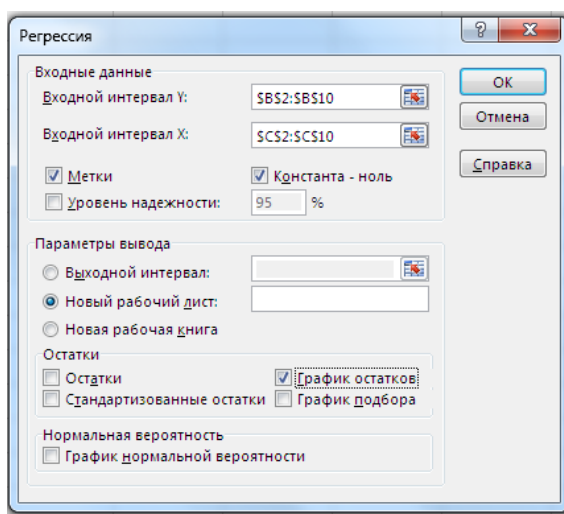 Регрессия
?
Входные данные
Входной интервал Y: $B$2:$B$10
Входной интервал X: $C$2:$C$10
Метки Константа - ноль
Уровень надежности: 95 %
ОК
Отмена
Справка
Параметры вывода
Выходной интервал:
Новый рабочий лист:
Новая рабочая книга
Остатки
Остатки График остатков
Стандартизованные остатки График подбора
Нормальная вероятность
График нормальной вероятности